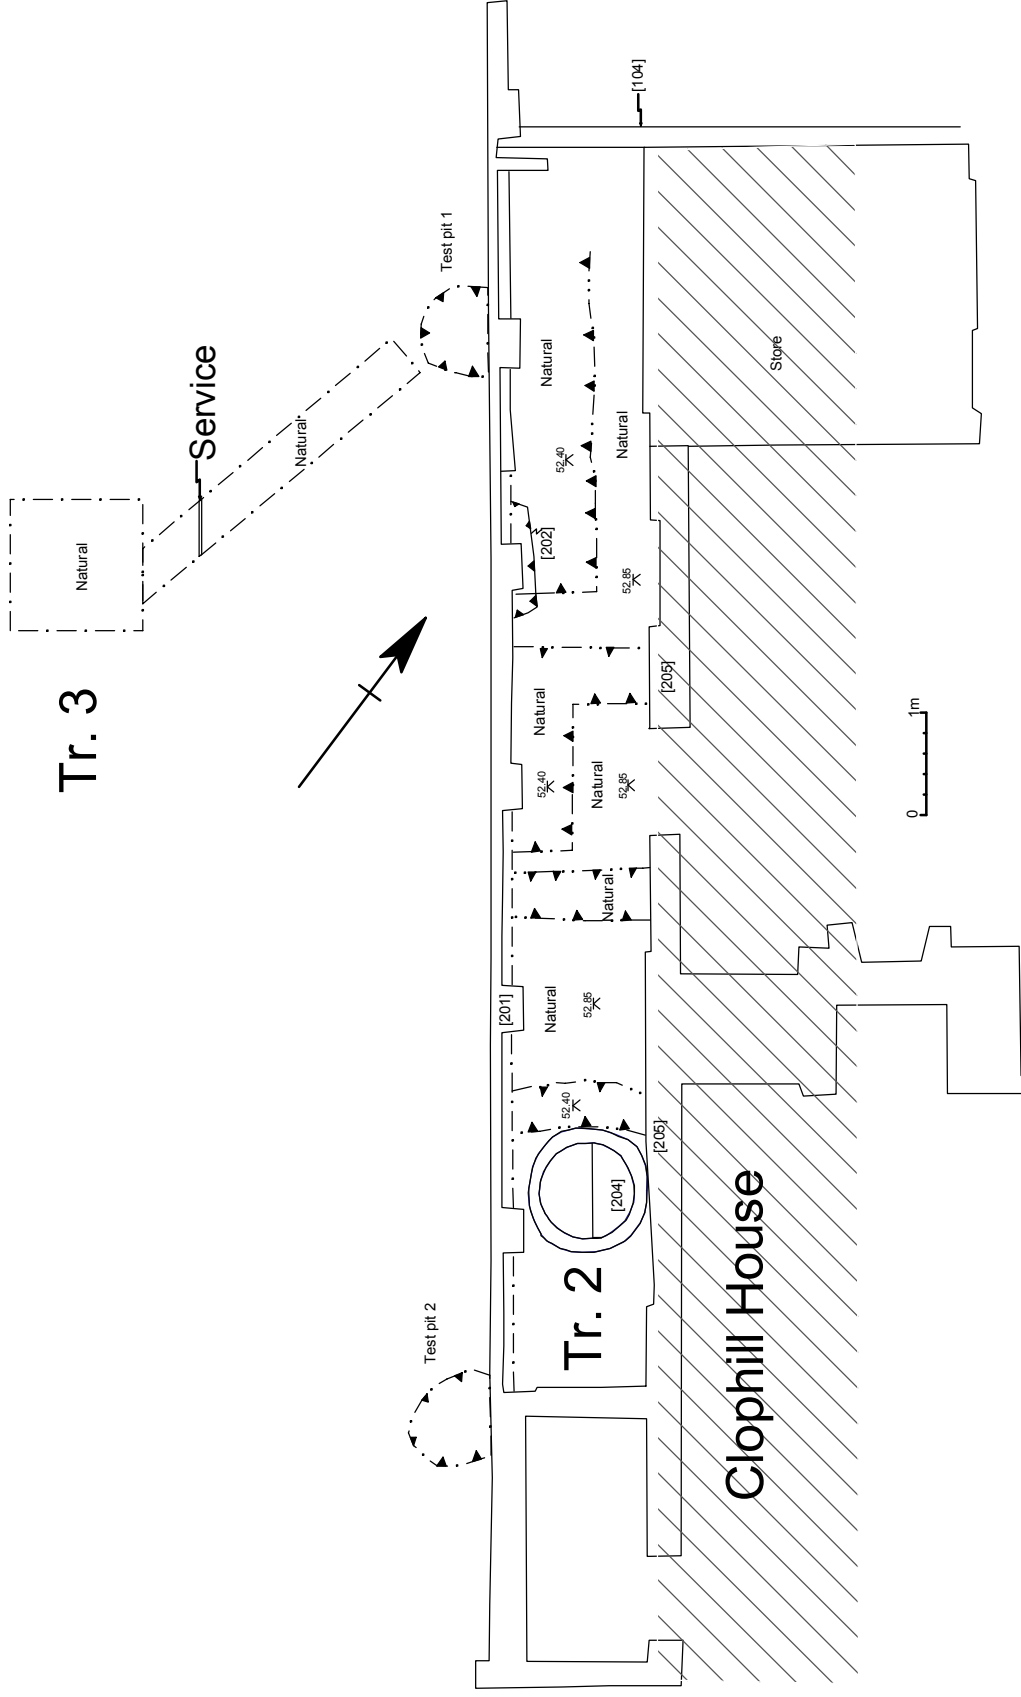 [104]
Test pit 1
Service
Natural
Store
Natural
Natural
52.40
Natural
[202]
Natural
52.85
[205]
Tr. 3
Natural
1m
52.40
Natural
52.85
0
Natural
[201]
Natural
52.85
52.40
[205]
[204]
Clophill House
Tr. 2
Test pit 2